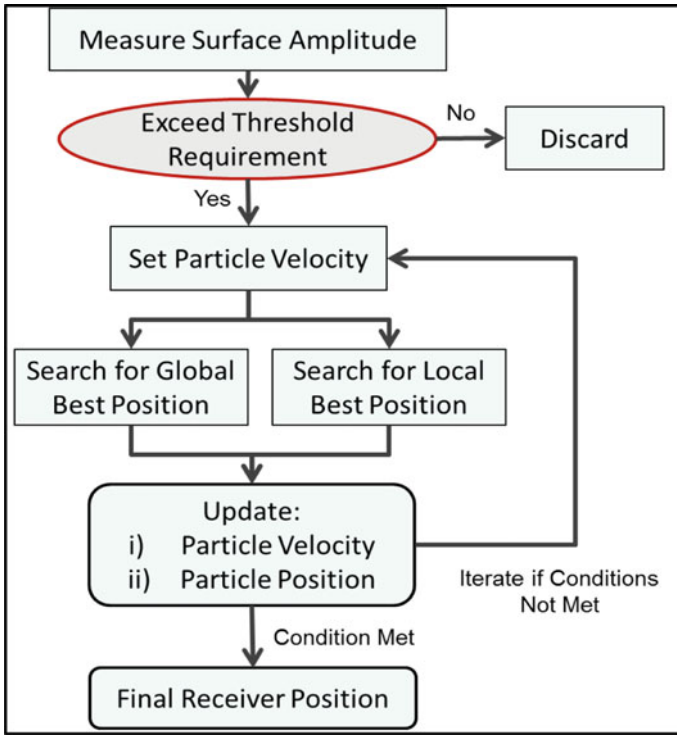 Measure Surface Amplitude
Exceed Threshold
Requirement
No
Discard
Yes
Set Particle Velocity
Search for Global
Best Position
Search for Local
Best Position
Update:
i) Particle Velocity
ii) Particle Position
Iterate if Conditions
Not Met
Condition Met
Final Receiver Position